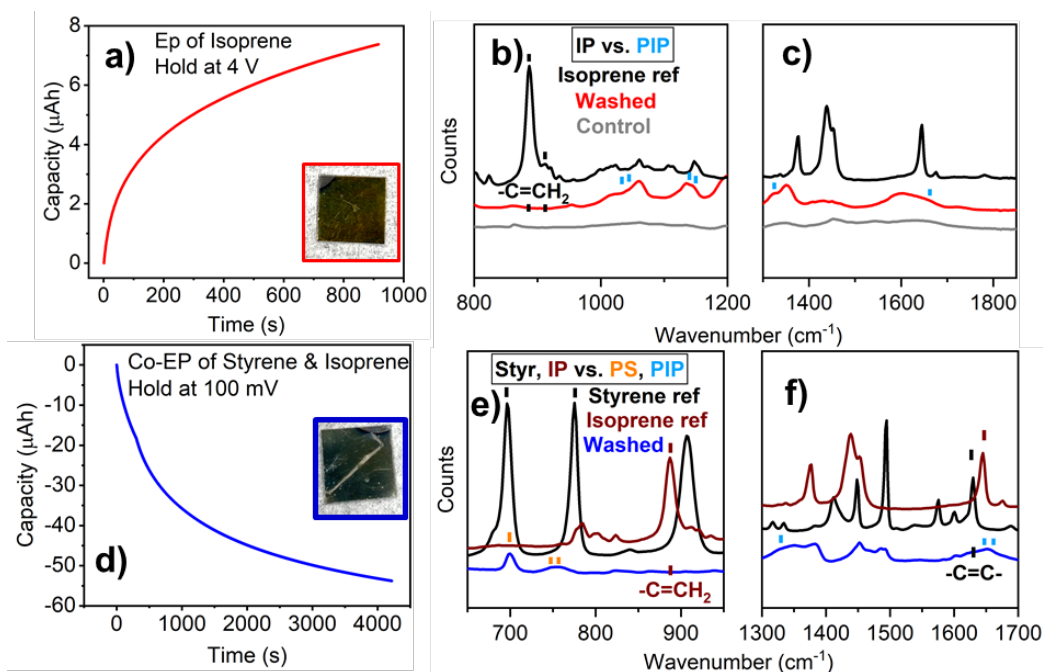 a)
Ep of Isoprene
Hold at 4 V
Capacity (µAh)
8
6
4
2
0
0 200 400 600 800 1000
Time (s)
b)
IP vs. PIP
Isoprene ref
Washed
Control
-C=CH2
Counts
800 1000 1200
c)
1400 1600 1800
Wavenumber (cm-1)
d)
Co-EP of Styrene & Isoprene
Hold at 100 mV
Capacity (µAh)
0
-10
-20
-30
-40
-50
-60
0 1000 2000 3000 4000
Time (s)
e)
Styr, IP vs. PS, PIP
Styrene ref
Isoprene ref
Washed
-C=CH2
Counts
700 800 900
f)
-C=C-
1300 1400 1500 1600 1700
Wavenumber (cm-1)